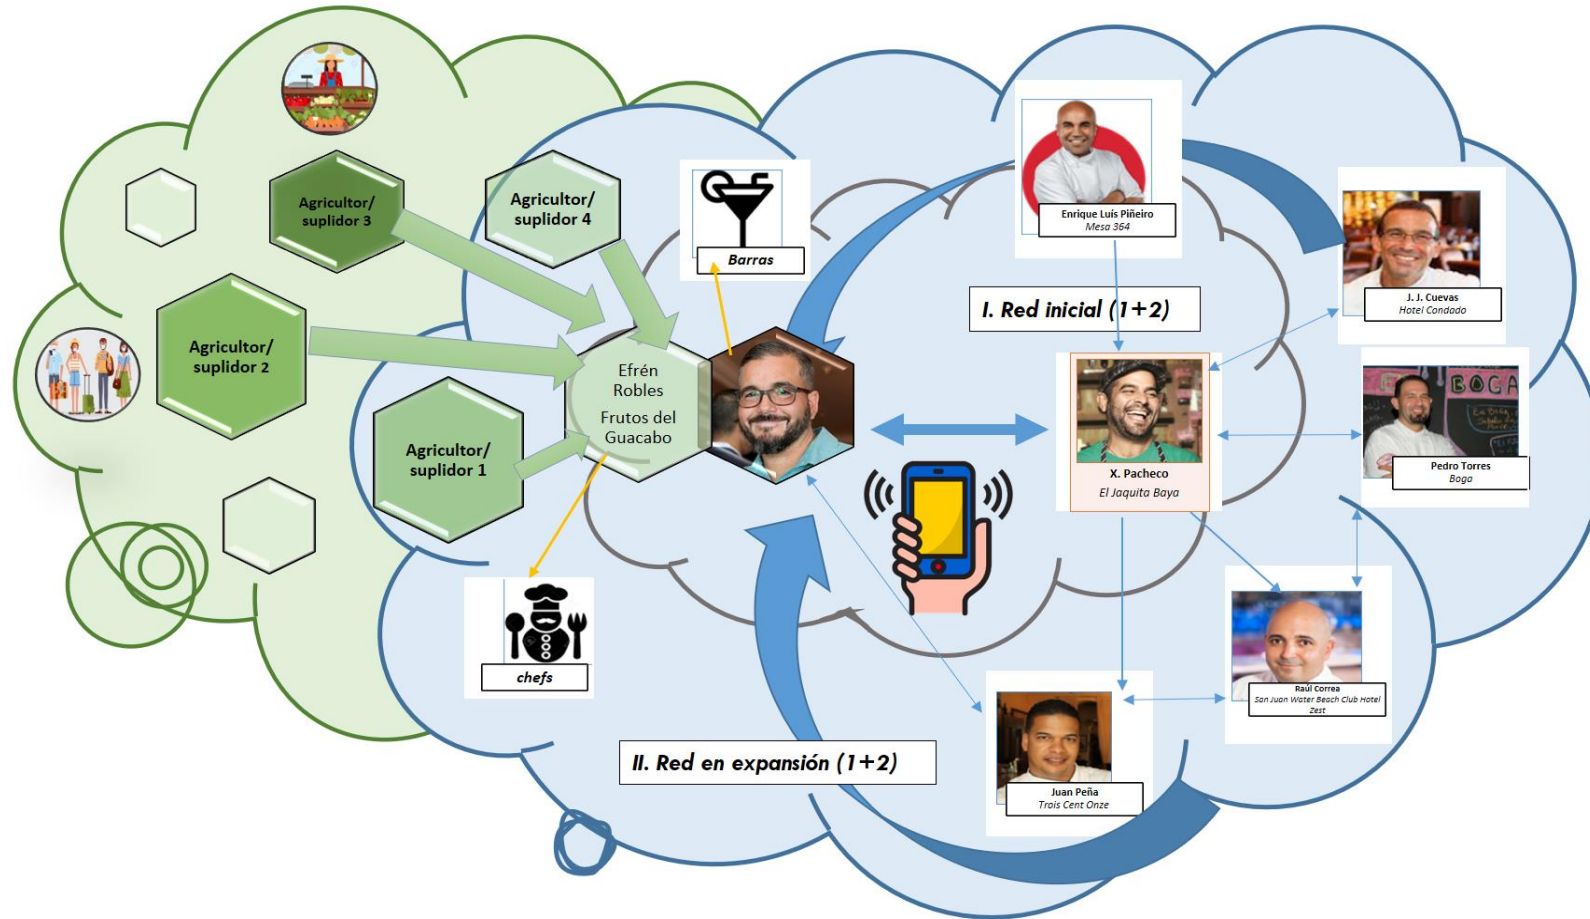 Agricultor/
suplidor 3
Agricultor/
suplidor 4
Agricultor/
suplidor 2
Agricultor/
suplidor 1
Efrén
Robles
Frutos del
Guacabo
Barras
chefs
I. Red inicial (1+2)
II. Red en expansión (1+2)
Enrique Luís Piñeiro
Mesa 364
J. J. Cuevas
Hotel Condado
X. Pacheco
El Jaquita Baya
BOGA
Pedro Torres
Boga
Raúl Correa
San Juan Water Beach Club Hotel
Zest
Juan Peña
Trois Cent Onze